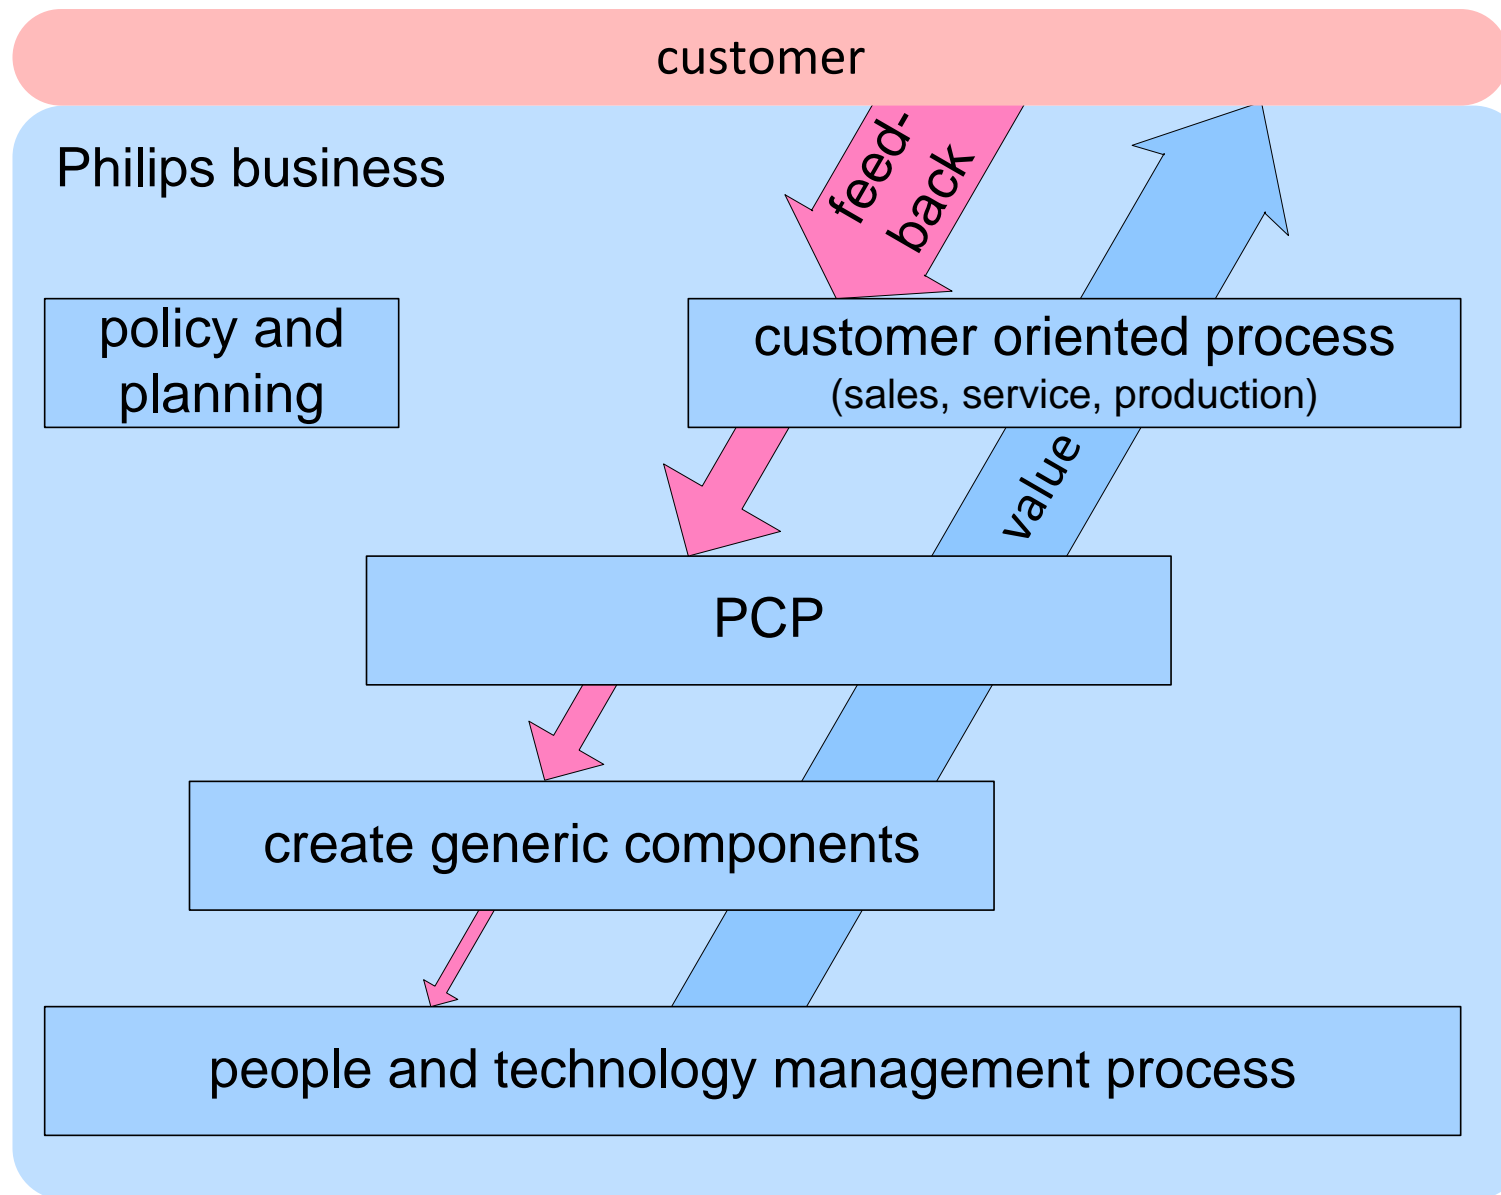 customer
Philips business
feed-
back
policy and
planning
customer oriented process
(sales, service, production)
value
PCP
create generic components
people and technology management process